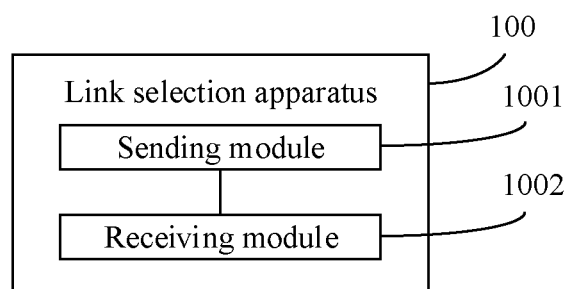 100
Link selection apparatus
1001
Sending module
1002
Receiving module